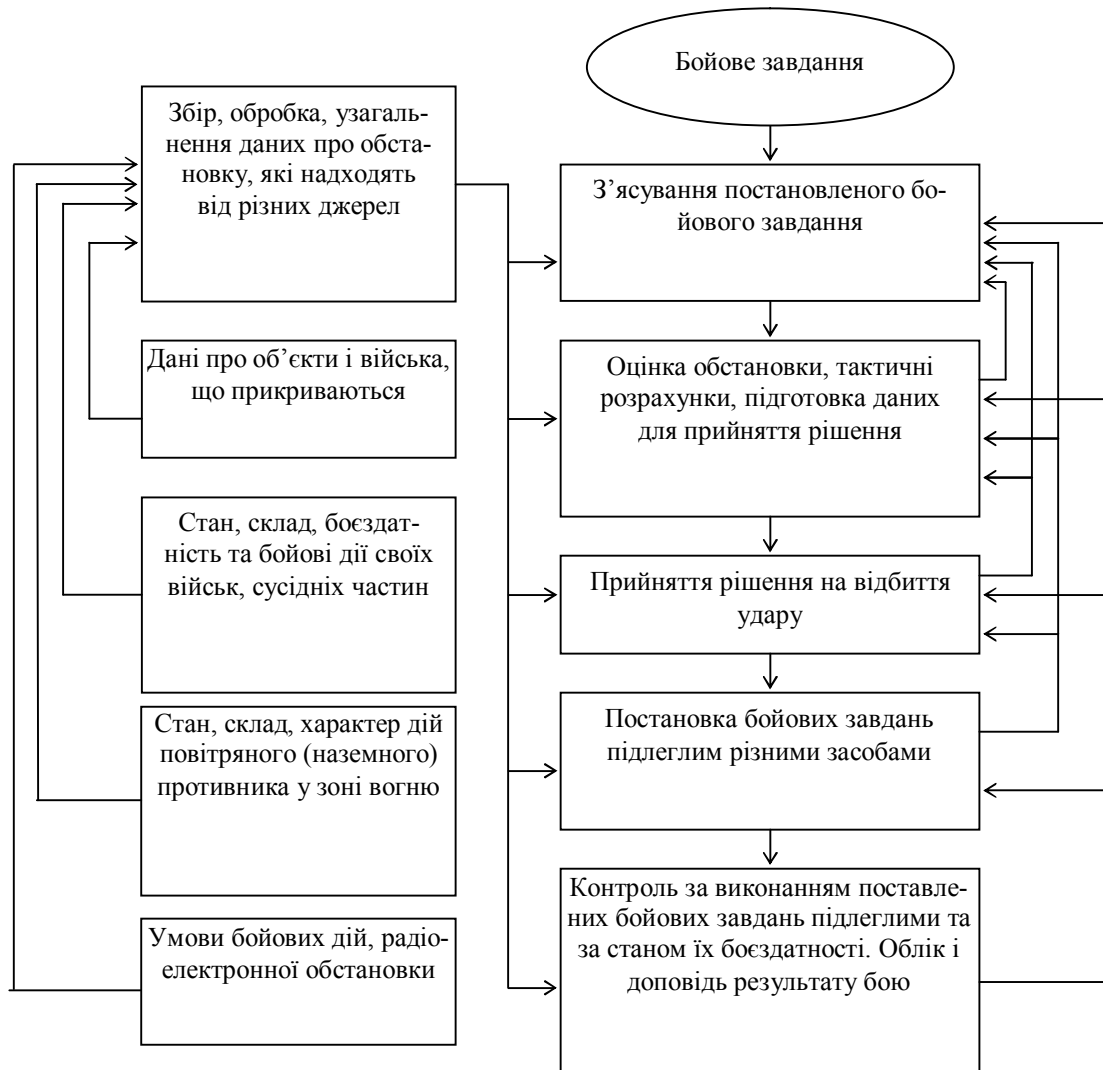 Бойове завдання
Збір, обробка, узагаль-
нення даних про обста-
новку, які надходять
від різних джерел
З’ясування постановленого бо-
йового завдання
Дані про об’єкти і війська,
що прикриваються
Оцінка обстановки, тактичні
розрахунки, підготовка даних
для прийняття рішення
Стан, склад, боєздат-
ність та бойові дії своїх
військ, сусідніх частин
Прийняття рішення на відбиття
удару
Стан, склад, характер дій
повітряного (наземного)
противника у зоні вогню
Постановка бойових завдань
підлеглим різними засобами
Умови бойових дій, радіо-
електронної обстановки
Контроль за виконанням поставле-
них бойових завдань підлеглими та
за станом їх боєздатності. Облік і
доповідь результату бою